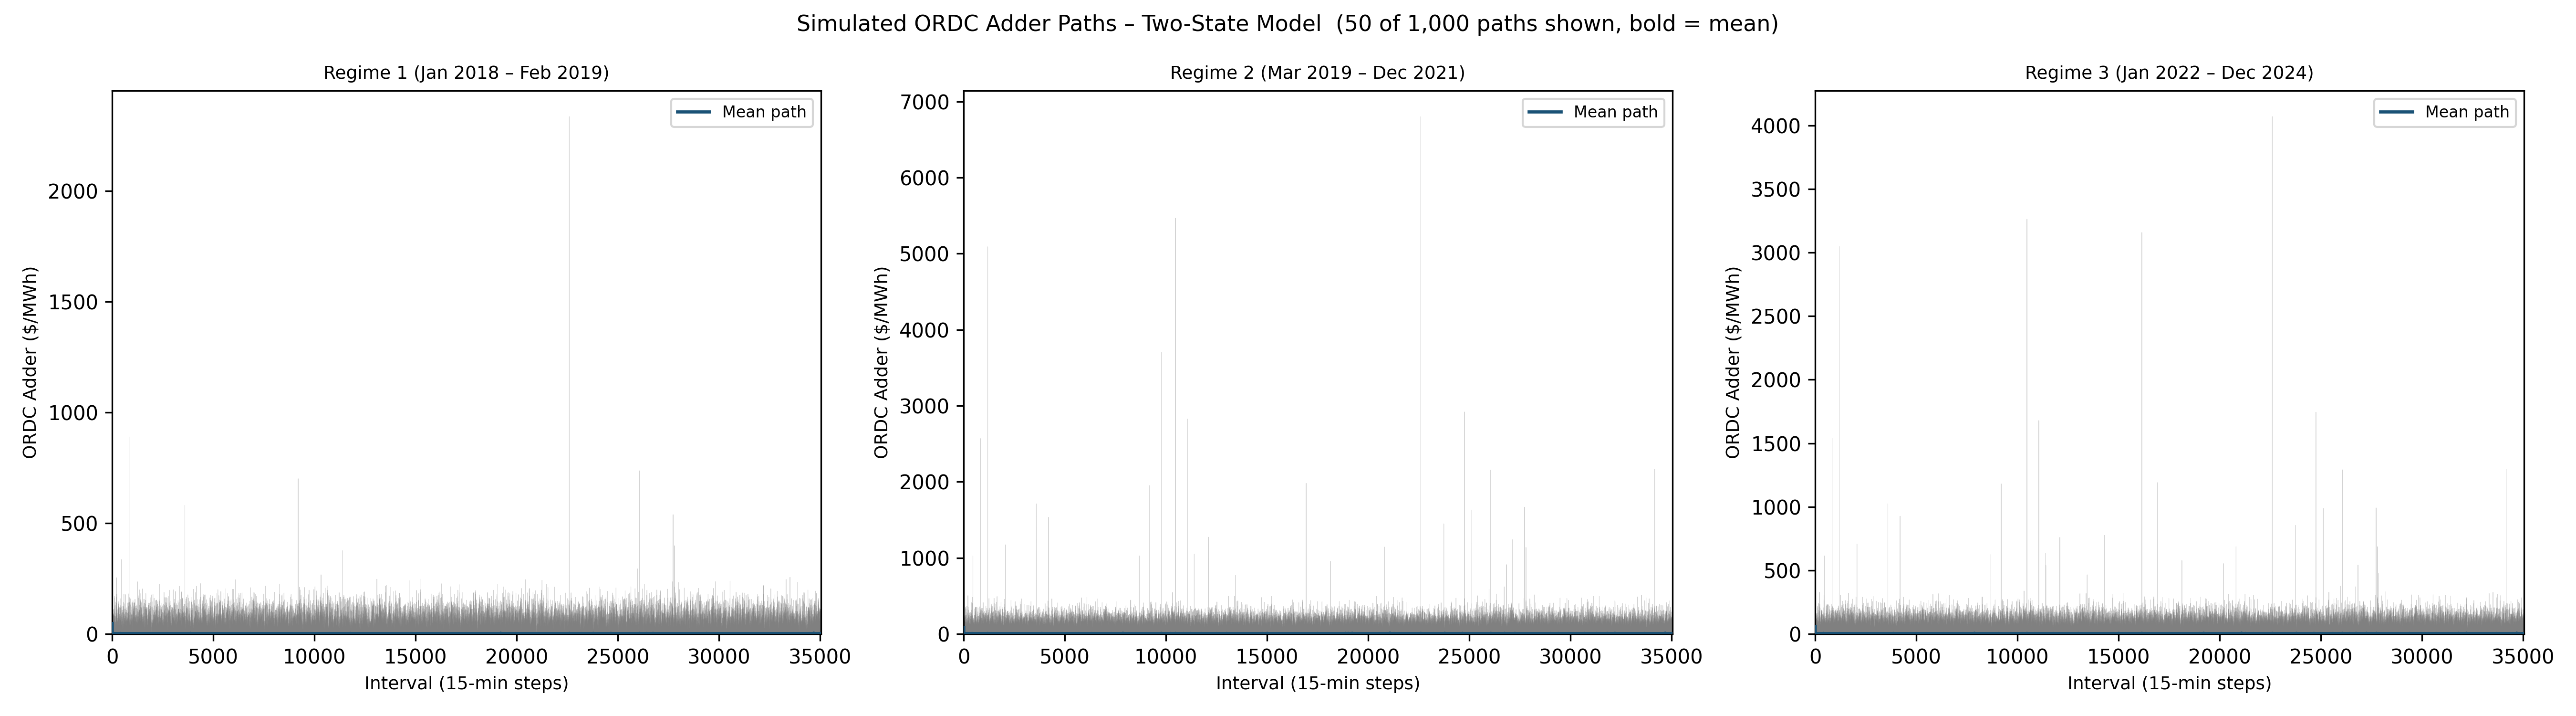 Simulated ORDC Adder Paths – Two-State Model  (50 of 1,000 paths shown, bold = mean)
Regime 1 (Jan 2018 – Feb 2019)
Mean path
2000
1500
1000
500
0
ORDC Adder ($/MWh)
0 5000 10000 15000 20000 25000 30000 35000
Interval (15-min steps)
Regime 2 (Mar 2019 – Dec 2021)
Mean path
7000
6000
5000
4000
3000
2000
1000
0
ORDC Adder ($/MWh)
0 5000 10000 15000 20000 25000 30000 35000
Interval (15-min steps)
Regime 3 (Jan 2022 – Dec 2024)
Mean path
4000
3500
3000
2500
2000
1500
1000
500
0
ORDC Adder ($/MWh)
0 5000 10000 15000 20000 25000 30000 35000
Interval (15-min steps)